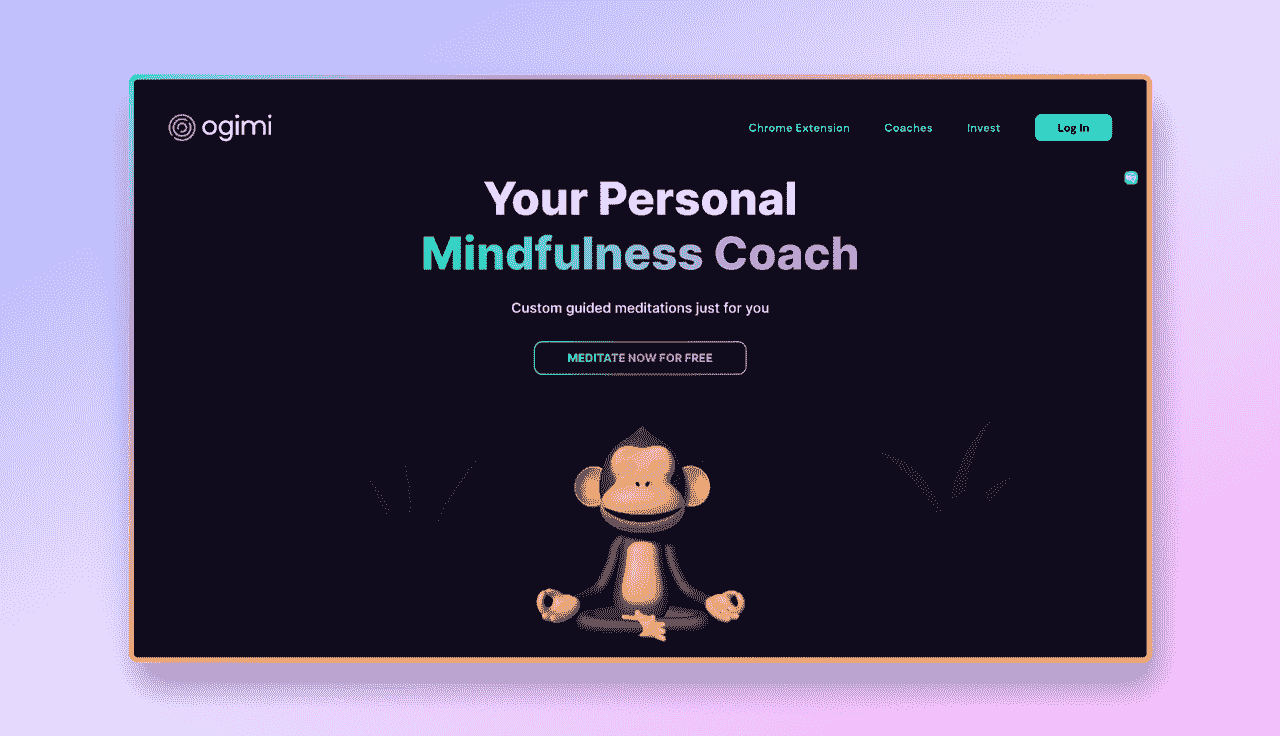 ogimi
Chrome Extension
Coaches
Invest
Log In
Your Personal
Mindfulness Coach
Custom guided meditations just for you
MEDITATE NOW FOR FREE